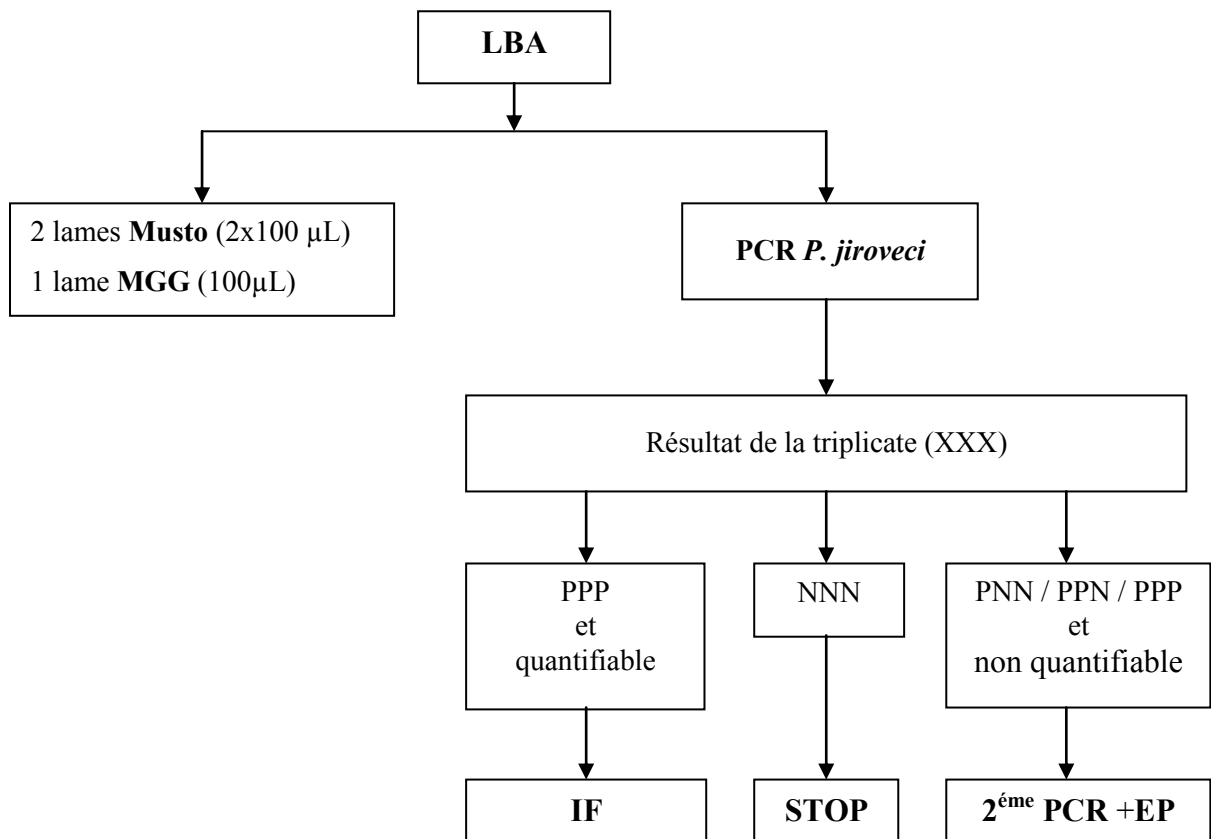 LBA
2 lames Musto (2x100 µL)
1 lame MGG (100µL)
PCR P. jiroveci
Résultat de la triplicate (XXX)
PPP
et
quantifiable
NNN
PNN / PPN / PPP
et
non quantifiable
IF
STOP
2éme PCR +EP